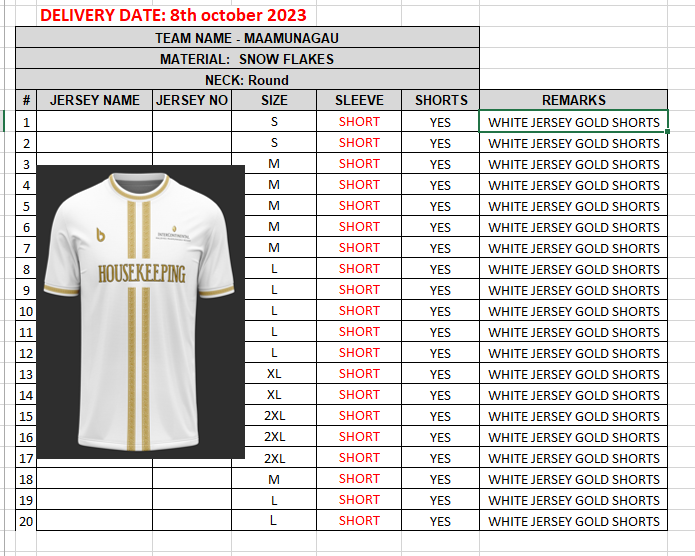 DELIVERY DATE: 8th october 2023
TEAM NAME - MAAMUNAGAU
MATERIAL: SNOW FLAKES
NECK: Round
# JERSEY NAME JERSEY NO SIZE SLEEVE SHORTS REMARKS
1 S SHORT YES WHITE JERSEY GOLD SHORTS
2 S SHORT YES WHITE JERSEY GOLD SHORTS
3 M SHORT YES WHITE JERSEY GOLD SHORTS
4 M SHORT YES WHITE JERSEY GOLD SHORTS
5 M SHORT YES WHITE JERSEY GOLD SHORTS
6 M SHORT YES WHITE JERSEY GOLD SHORTS
7 M SHORT YES WHITE JERSEY GOLD SHORTS
8 L SHORT YES WHITE JERSEY GOLD SHORTS
9 L SHORT YES WHITE JERSEY GOLD SHORTS
10 L SHORT YES WHITE JERSEY GOLD SHORTS
11 L SHORT YES WHITE JERSEY GOLD SHORTS
12 L SHORT YES WHITE JERSEY GOLD SHORTS
13 XL SHORT YES WHITE JERSEY GOLD SHORTS
14 XL SHORT YES WHITE JERSEY GOLD SHORTS
15 2XL SHORT YES WHITE JERSEY GOLD SHORTS
16 2XL SHORT YES WHITE JERSEY GOLD SHORTS
17 2XL SHORT YES WHITE JERSEY GOLD SHORTS
18 M SHORT YES WHITE JERSEY GOLD SHORTS
19 L SHORT YES WHITE JERSEY GOLD SHORTS
20 L SHORT YES WHITE JERSEY GOLD SHORTS
INTERCONTINENTAL
HOUSEKEEPING